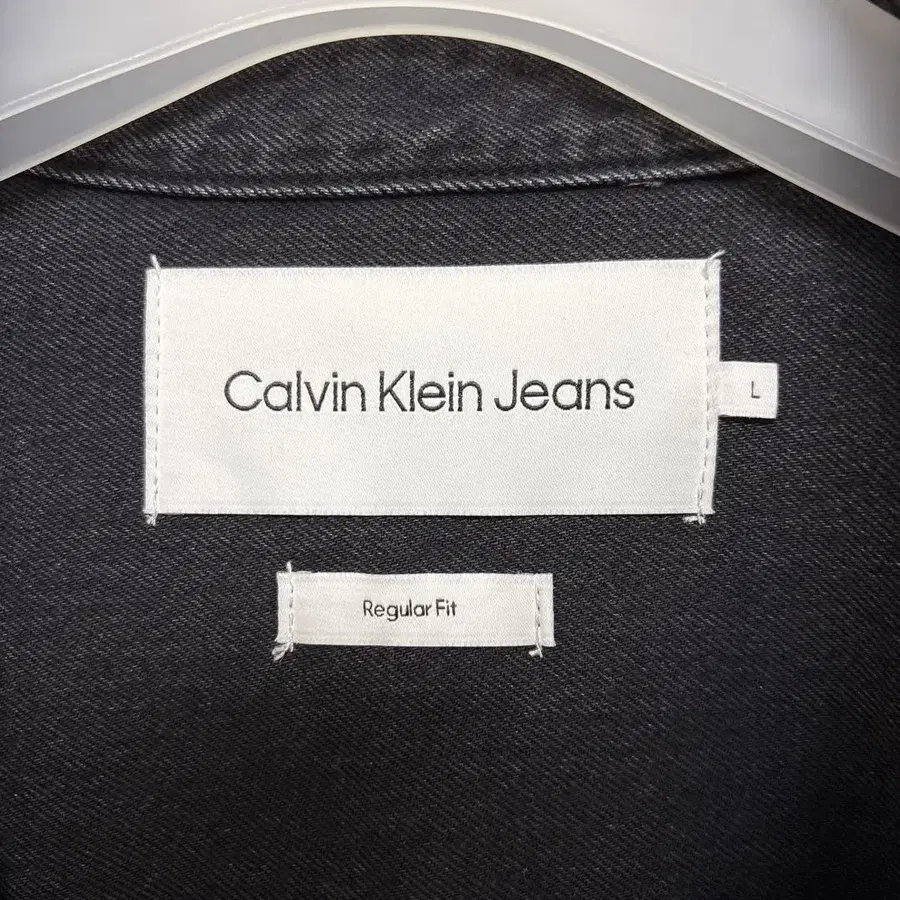 Calvin Klein Jeans
L
Regular Fit